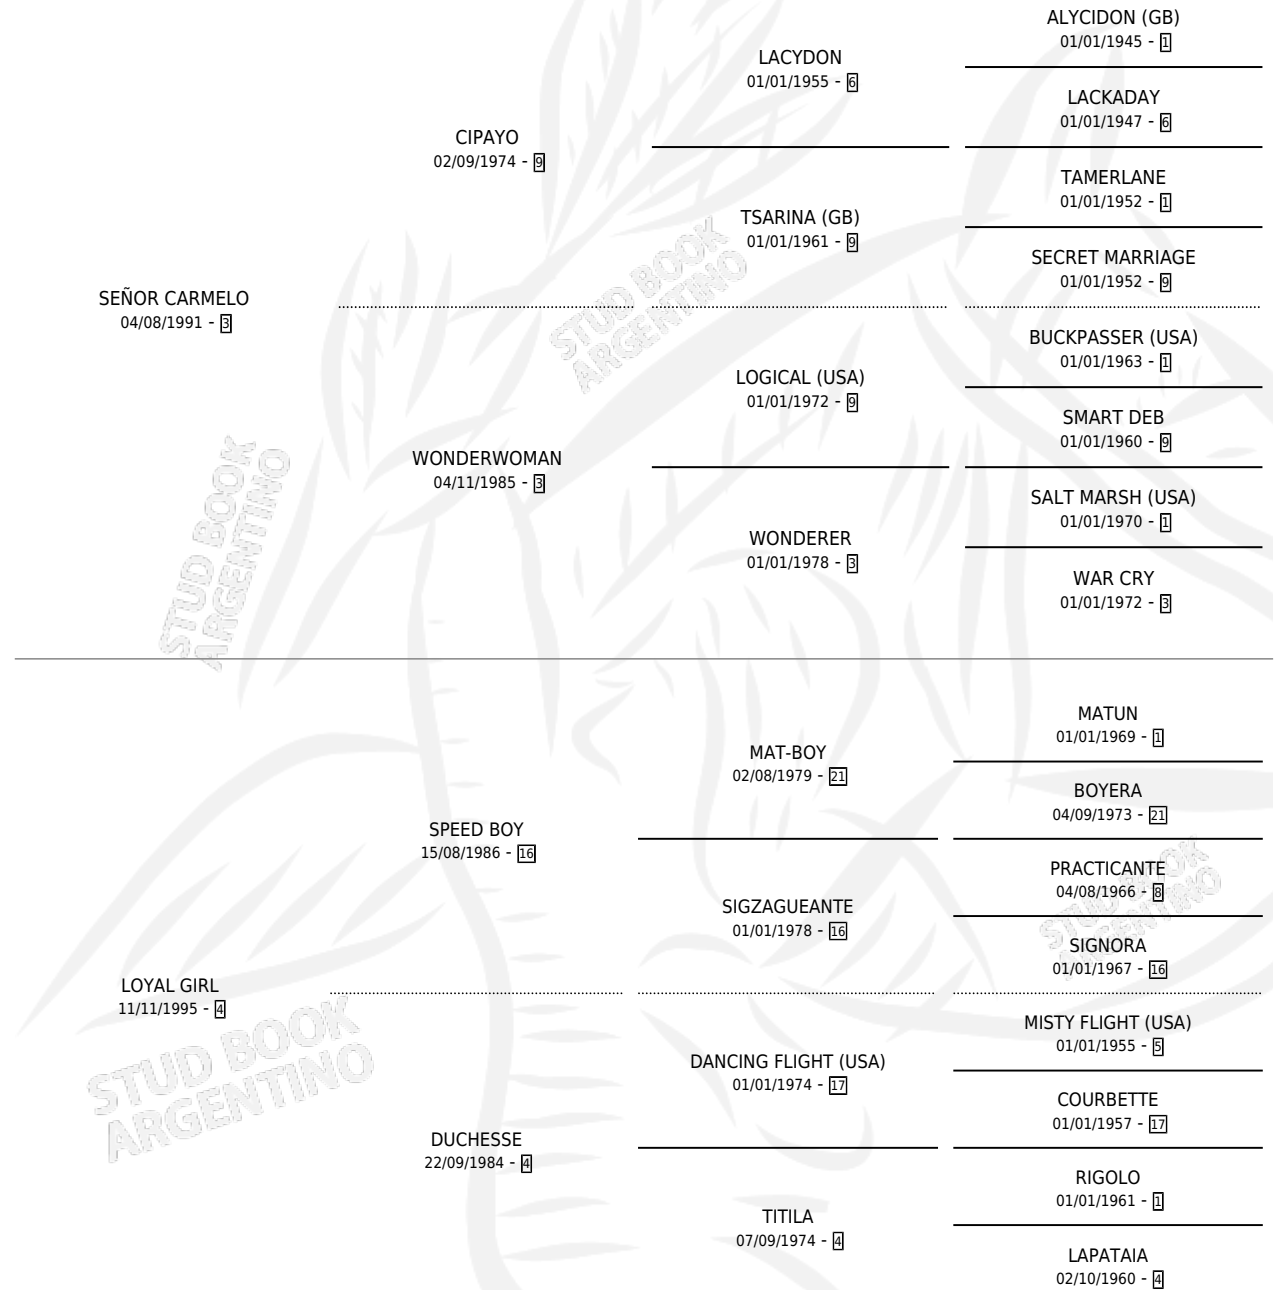 ALYCIDON (GB)
01/01/1945 - 1
LACYDON
01/01/1955 - 6
LACKADAY
01/01/1947 - 6
CIPAYO
02/09/1974 - 9
TAMERLANE
01/01/1952 - 1
TSARINA (GB)
01/01/1961 - 9
SECRET MARRIAGE
01/01/1952 - 9
SEÑOR CARMELO
04/08/1991 - 3
BUCKPASSER (USA)
01/01/1963 - 1
LOGICAL (USA)
01/01/1972 - 9
SMART DEB
01/01/1960 - 9
WONDERWOMAN
04/11/1985 - 3
SALT MARSH (USA)
01/01/1970 - 1
WONDERER
01/01/1978 - 3
WAR CRY
01/01/1972 - 3
STUD BOOK
ARGENTINO
STUD BOOK
ARGENTINO
MATUN
01/01/1969 - 1
MAT-BOY
02/08/1979 - 21
BOYERA
04/09/1973 - 21
SPEED BOY
15/08/1986 - 16
PRACTICANTE
04/08/1966 - 8
SIGZAGUEANTE
01/01/1978 - 16
SIGNORA
01/01/1967 - 16
LOYAL GIRL
11/11/1995 - 4
MISTY FLIGHT (USA)
01/01/1955 - 5
DANCING FLIGHT (USA)
01/01/1974 - 17
COURBETTE
01/01/1957 - 17
DUCHESSE
22/09/1984 - 4
RIGOLO
01/01/1961 - 1
TITILA
07/09/1974 - 4
LAPATAIA
02/10/1960 - 4
STUD BOOK
ARGENTINO
STUD BOOK
ARGENTINO